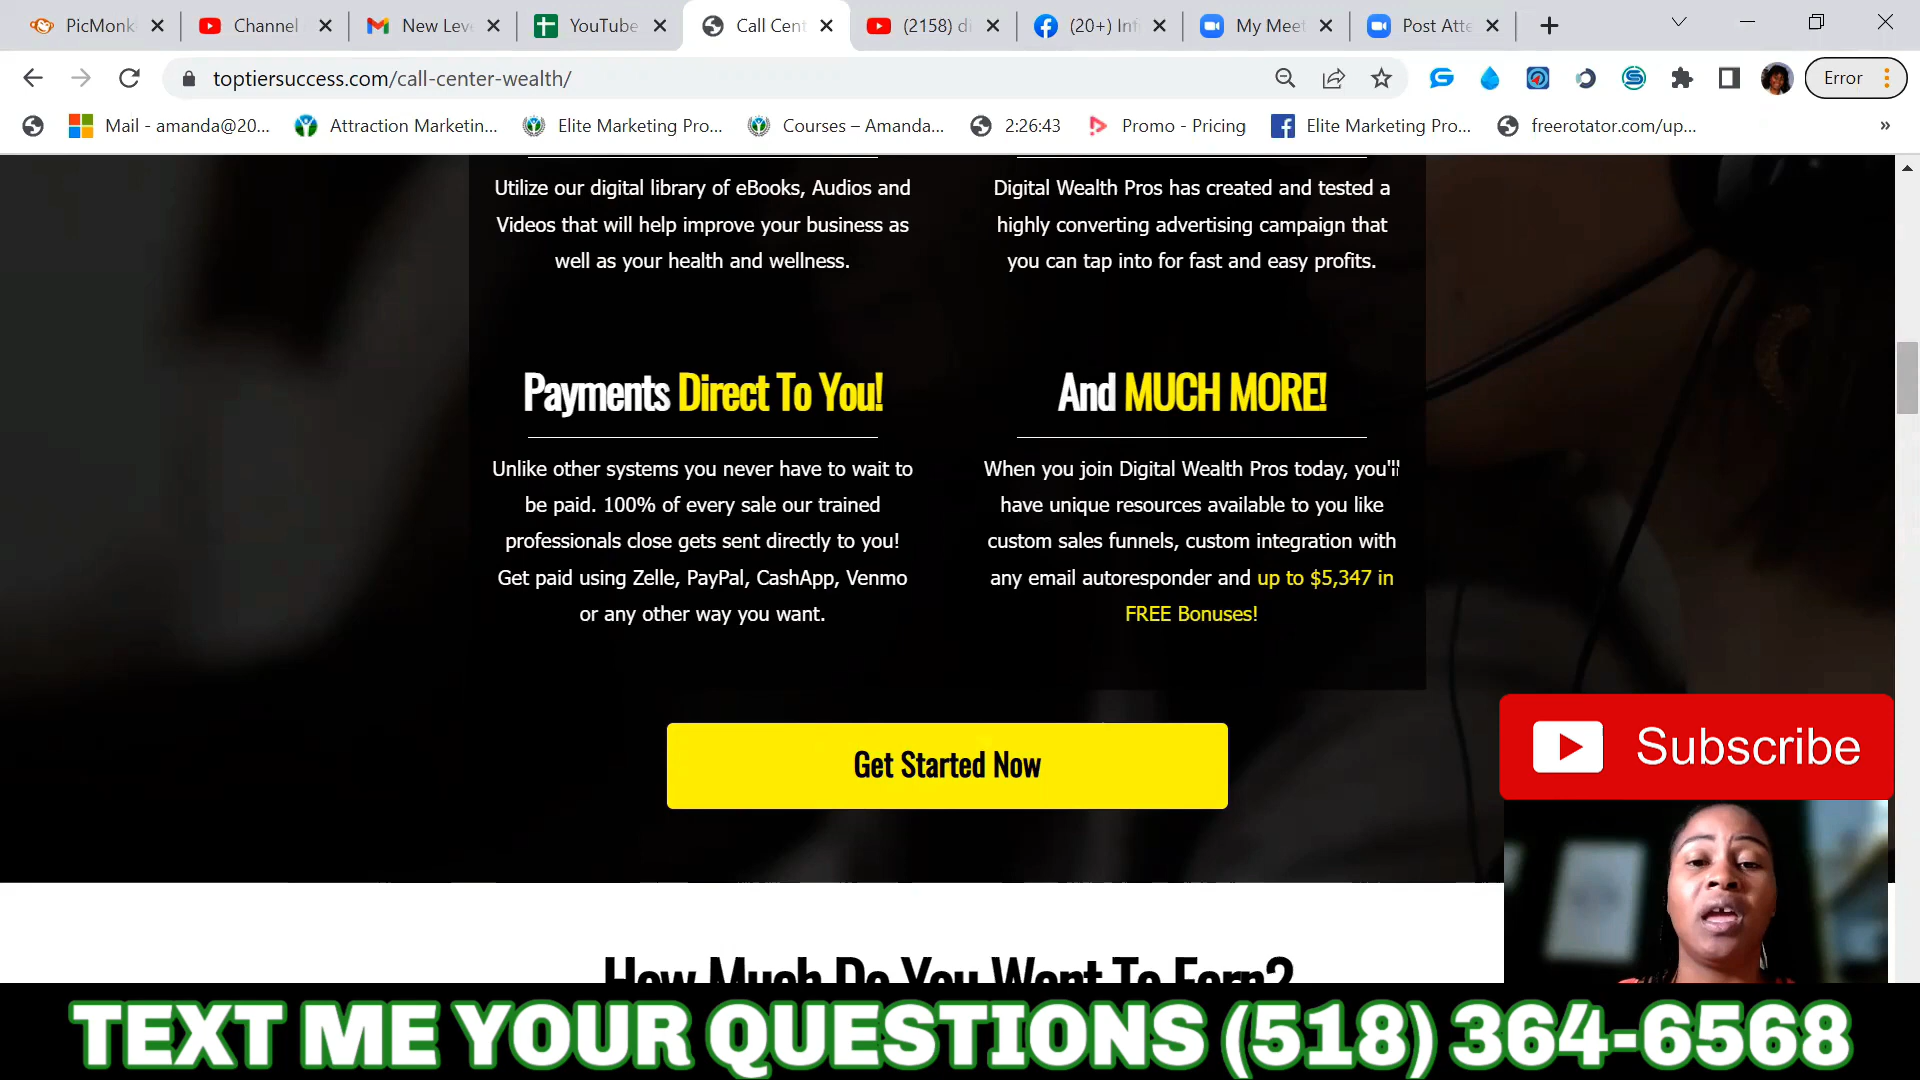 PicMonk
Channel
New Leve
YouTube
Call Cent
(2158) di
(20+) Inf
My Meet
Post Atte
toptiersuccess.com/call-center-wealth/
Error
Mail - amanda@20...
Attraction Marketin...
Elite Marketing Pro...
Courses – Amanda...
2:26:43
Promo - Pricing
Elite Marketing Pro...
freerotator.com/up...
»
Utilize our digital library of eBooks, Audios and
Videos that will help improve your business as
well as your health and wellness.
Digital Wealth Pros has created and tested a
highly converting advertising campaign that
you can tap into for fast and easy profits.
Payments Direct To You!
Unlike other systems you never have to wait to
be paid. 100% of every sale our trained
professionals close gets sent directly to you!
Get paid using Zelle, PayPal, CashApp, Venmo
or any other way you want.
And MUCH MORE!
When you join Digital Wealth Pros today, you'll
have unique resources available to you like
custom sales funnels, custom integration with
any email autoresponder and up to $5,347 in
FREE Bonuses!
Get Started Now
Subscribe
How Much Do You Want To Earn?
TEXT ME YOUR QUESTIONS (518) 364-6568